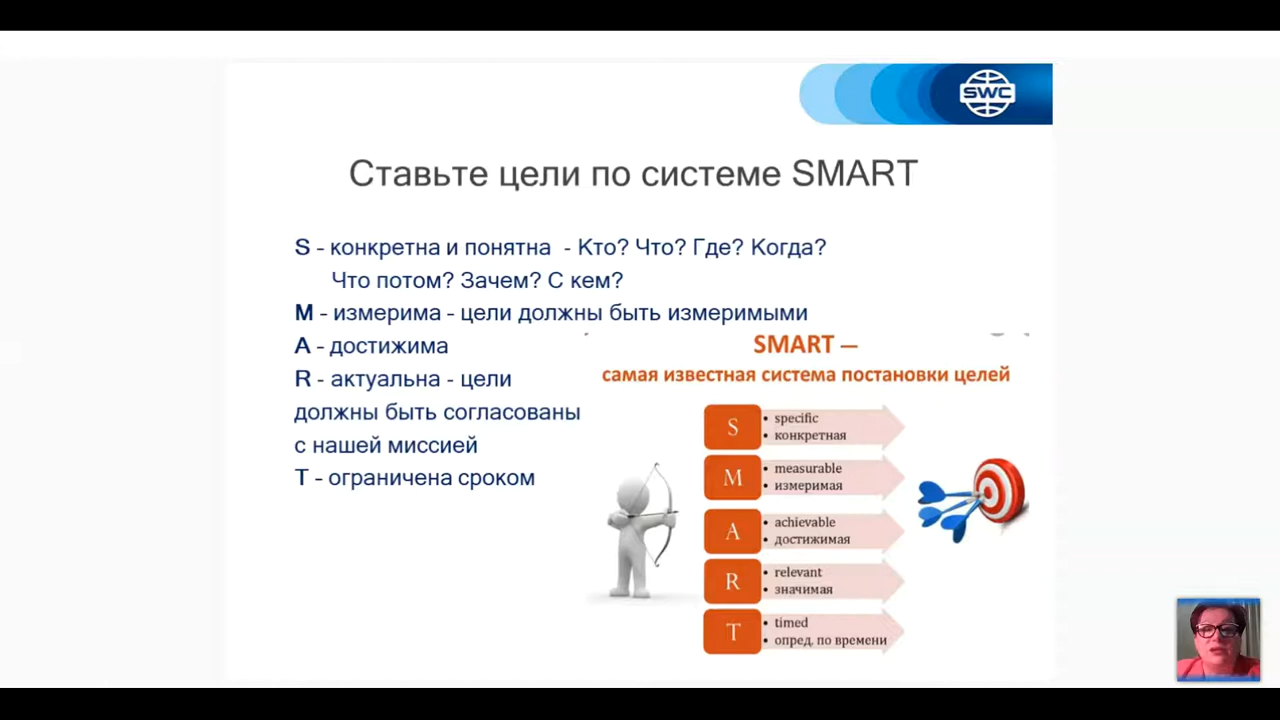 SWC
Ставьте цели по системе SMART
S - конкретна и понятна - Кто? Что? Где? Когда?
Что потом? Зачем? С кем?
M - измерима - цели должны быть измеримыми
A - достижима
R - актуальна - цели
должны быть согласованы
с нашей миссией
T - ограничена сроком
SMART —
самая известная система постановки целей
S
• specific
• конкретная
M
• measurable
• измеримая
A
• achievable
• достижимая
R
• relevant
• значимая
T
• timed
• опред. по времени